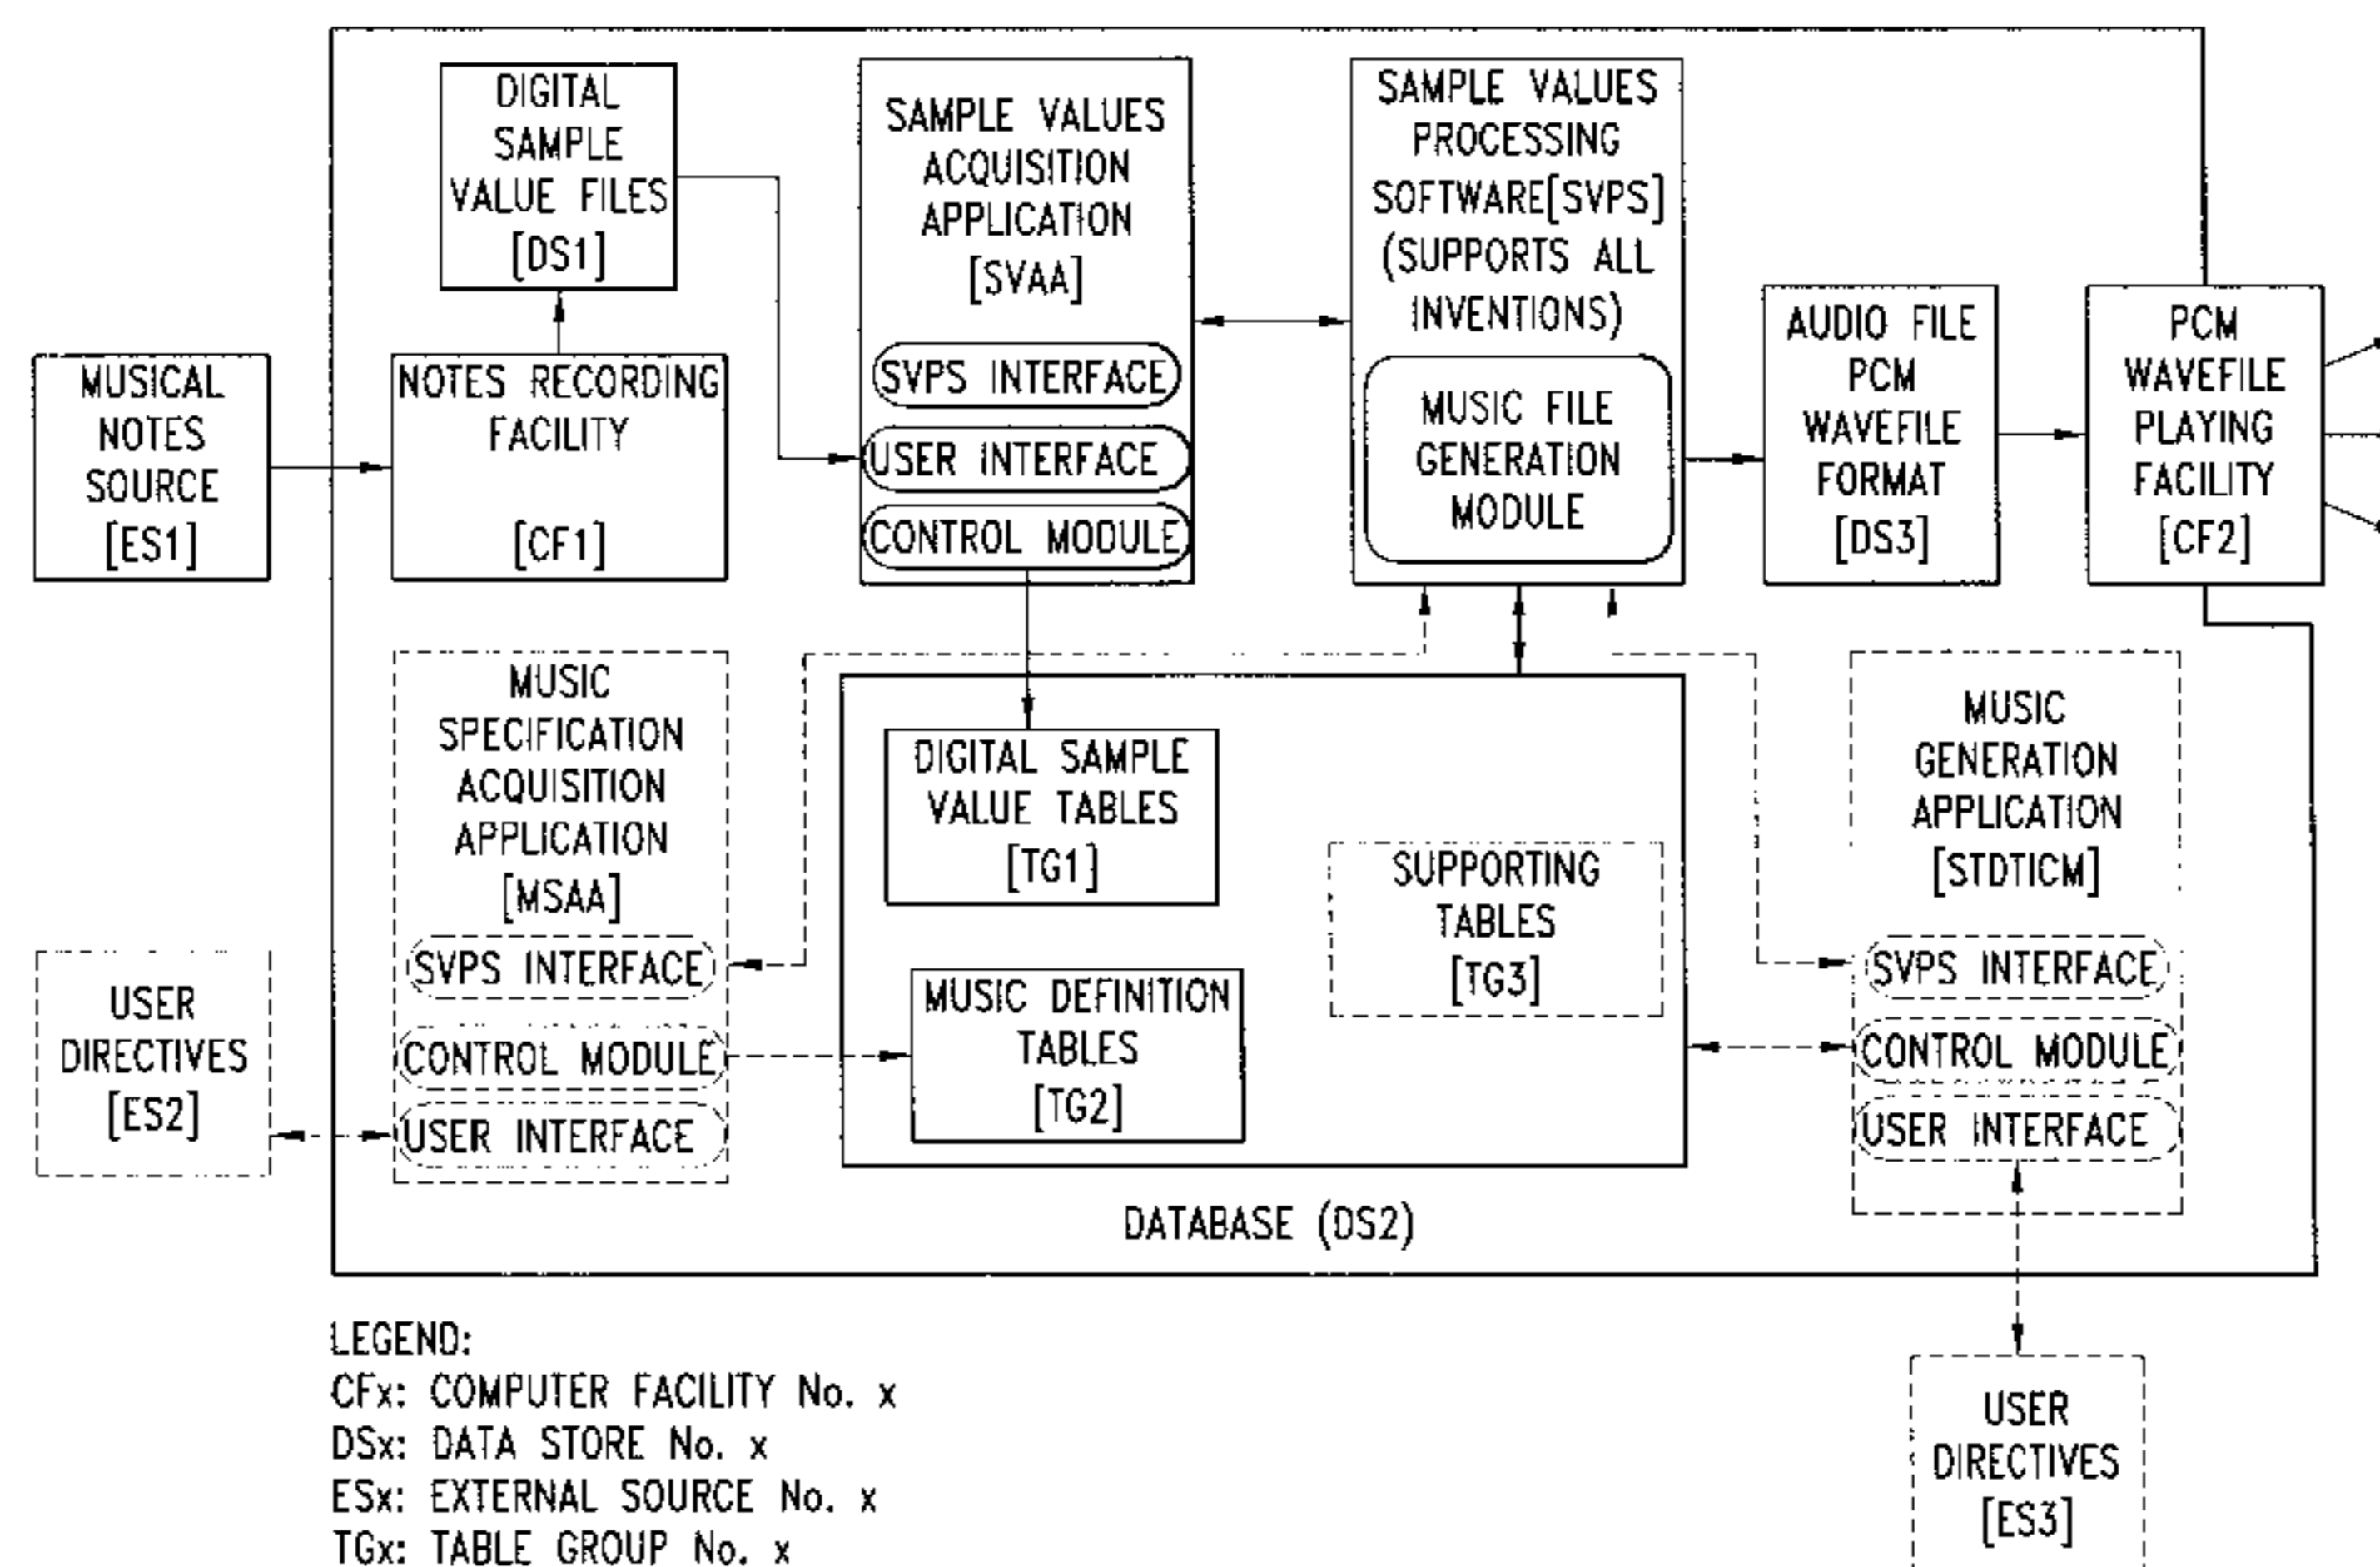 DIGITAL
SAMPLE
VALUE FILES
[DS1]
SAMPLE VALUES
ACQUISITION
APPLICATION
[SVAA]
SVPS INTERFACE
USER INTERFACE
CONTROL MODULE
SAMPLE VALUES
PROCESSING
SOFTWARE[SVPS]
(SUPPORTS ALL
INVENTIONS)
MUSIC FILE
GENERATION
MODULE
MUSICAL
NOTES
SOURCE
[ES1]
NOTES RECORDING
FACILITY
[CF1]
AUDIO FILE
PCM
WAVEFILE
FORMAT
[DS3]
PCM
WAVEFILE
PLAYING
FACILITY
[CF2]
MUSIC
SPECIFICATION
ACQUISITION
APPLICATION
[MSAA]
SVPS INTERFACE
CONTROL MODULE
USER INTERFACE
USER
DIRECTIVES
[ES2]
DIGITAL SAMPLE
VALUE TABLES
[TG1]
MUSIC DEFINITION
TABLES
[TG2]
SUPPORTING
TABLES
[TG3]
DATABASE (DS2)
MUSIC
GENERATION
APPLICATION
[STDTICM]
SVPS INTERFACE
CONTROL MODULE
USER INTERFACE
USER
DIRECTIVES
[ES3]
LEGEND:
CFx: COMPUTER FACILITY No. x
DSx: DATA STORE No. x
ESx: EXTERNAL SOURCE No. x
TGx: TABLE GROUP No. x